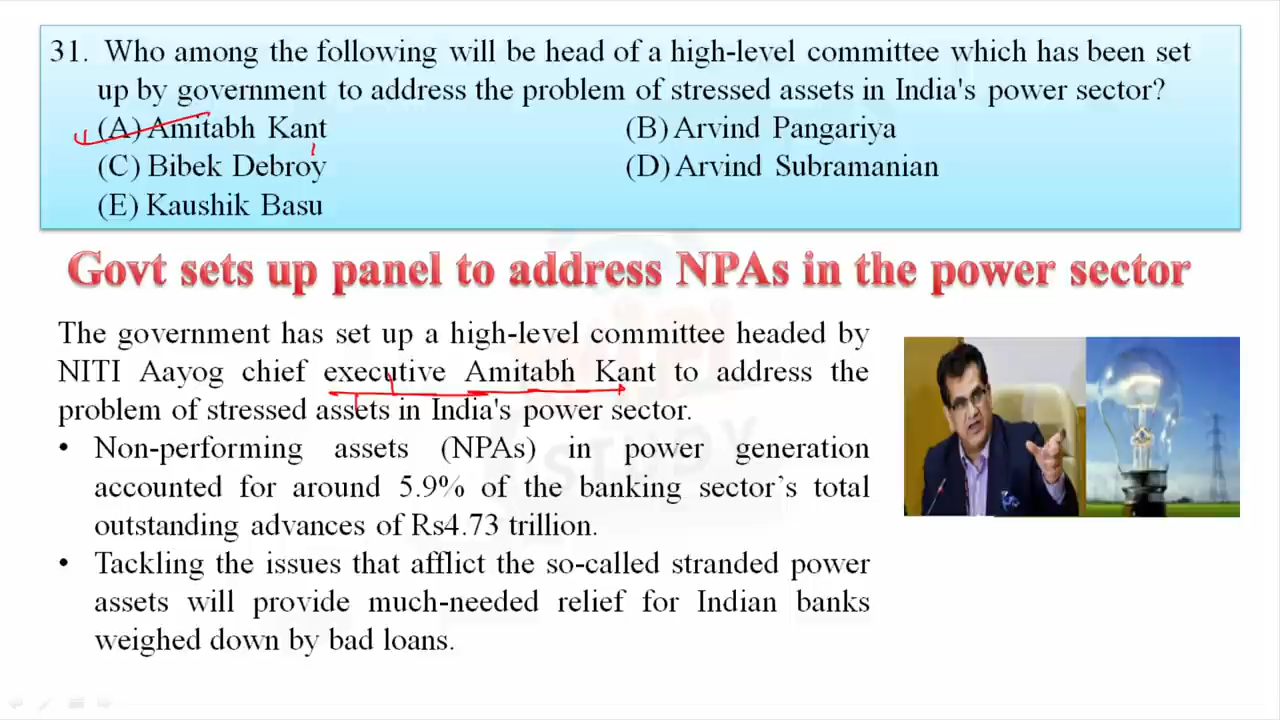 31. Who among the following will be head of a high-level committee which has been set
up by government to address the problem of stressed assets in India's power sector?
(A) Amitabh Kant (B) Arvind Pangariya
(C) Bibek Debroy (D) Arvind Subramanian
(E) Kaushik Basu
Govt sets up panel to address NPAs in the power sector
The government has set up a high-level committee headed by
NITI Aayog chief executive Amitabh Kant to address the
problem of stressed assets in India's power sector.
• Non-performing assets (NPAs) in power generation
accounted for around 5.9% of the banking sector’s total
outstanding advances of Rs4.73 trillion.
• Tackling the issues that afflict the so-called stranded power
assets will provide much-needed relief for Indian banks
weighed down by bad loans.
STUDY